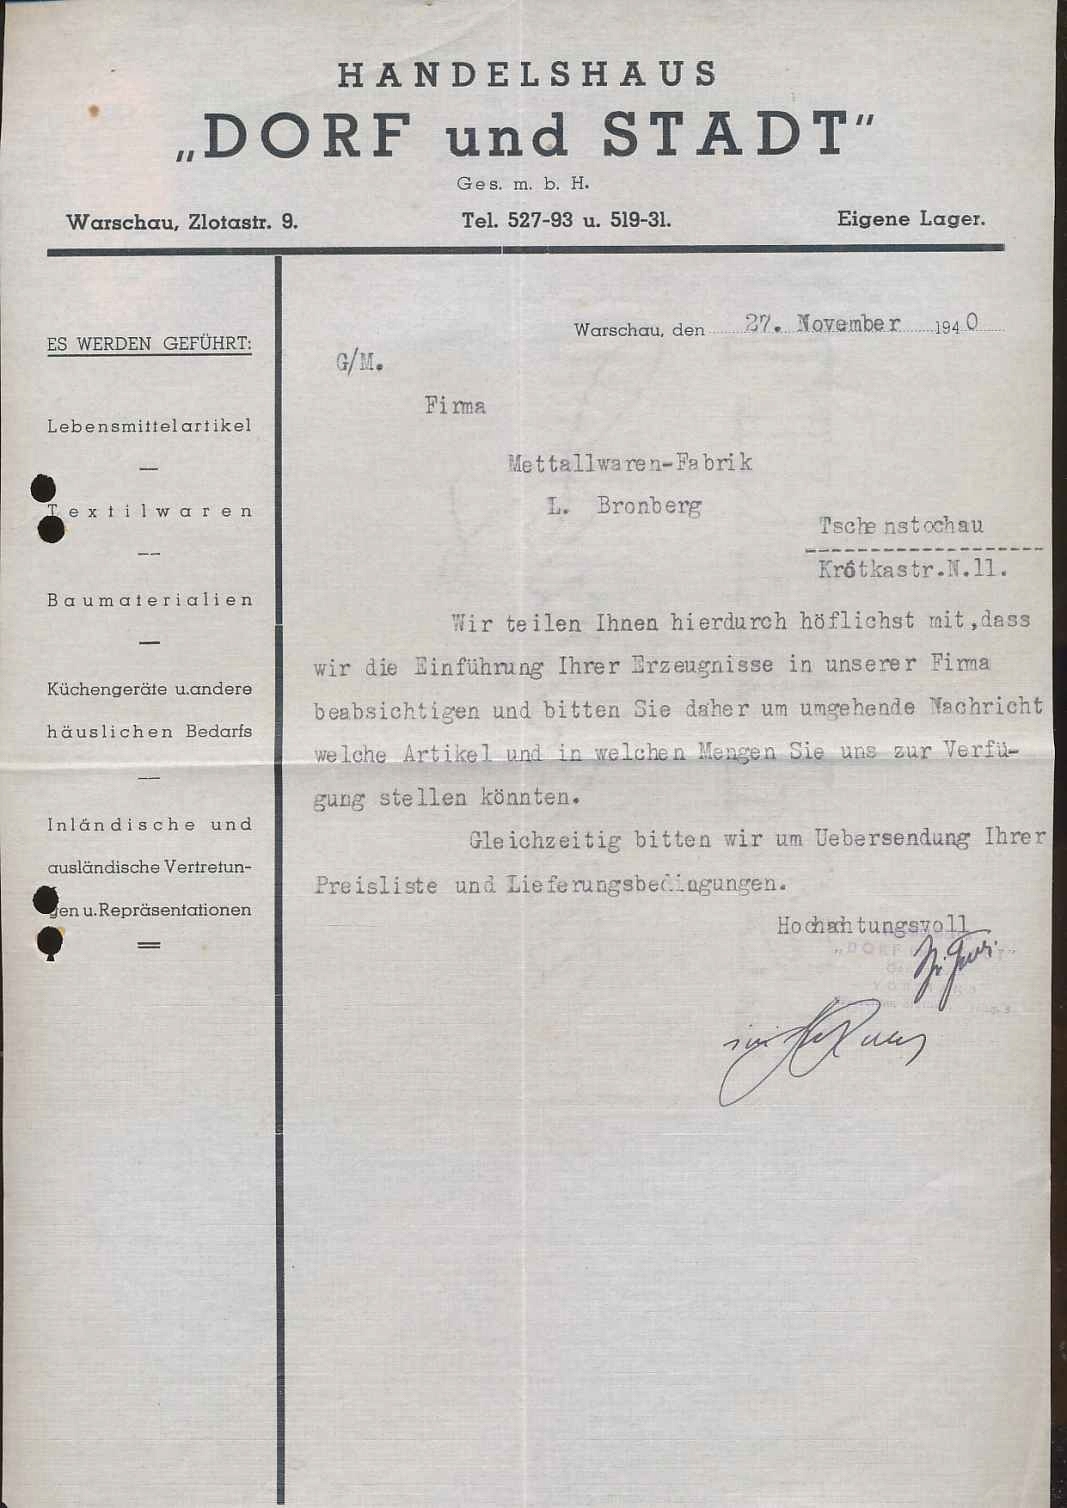 HANDELSHAUS
„DORF und STADT"
Ges. m. b. H.
Warschau, Zlotastr. 9.
Tel. 527-93 u. 519-31.
Eigene Lager.
ES WERDEN GEFÜHRT:
Lebensmittelartikel
—
Textilwaren
—
Baumaterialien
—
Küchengeräte u.andere
häuslichen Bedarfs
—
Inländische und
ausländische Vertretun-
gen u. Repräsentationen
=
Warschau, den 27. November 1940
G/M.
Firma
Mettallwaren-Fabrik
L. Bronberg
Tschenstochau
Krótkastr.N.11.
Wir teilen Ihnen hierdurch höflichst mit,dass
wir die Einführung Ihrer Erzeugnisse in unserer Firma
beabsichtigen und bitten Sie daher um umgehende Nachricht
welche Artikel und in welchen Mengen Sie uns zur Verfü-
gung stellen könnten.
Gleichzeitig bitten wir um Uebersendung Ihrer
Preisliste und Lieferungsbedingungen.
Hochachtungsvoll
"DORF